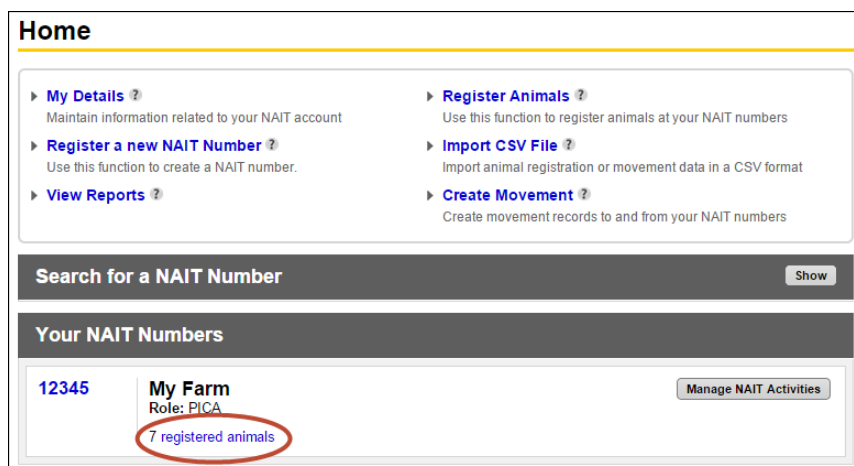 Home
My Details ?
Maintain information related to your NAIT account
Register a new NAIT Number ?
Use this function to create a NAIT number.
View Reports ?
Register Animals ?
Use this function to register animals at your NAIT numbers
Import CSV File ?
Import animal registration or movement data in a CSV format
Create Movement ?
Create movement records to and from your NAIT numbers
Search for a NAIT Number
Show
Your NAIT Numbers
12345
My Farm
Manage NAIT Activities
Role: PICA
7 registered animals